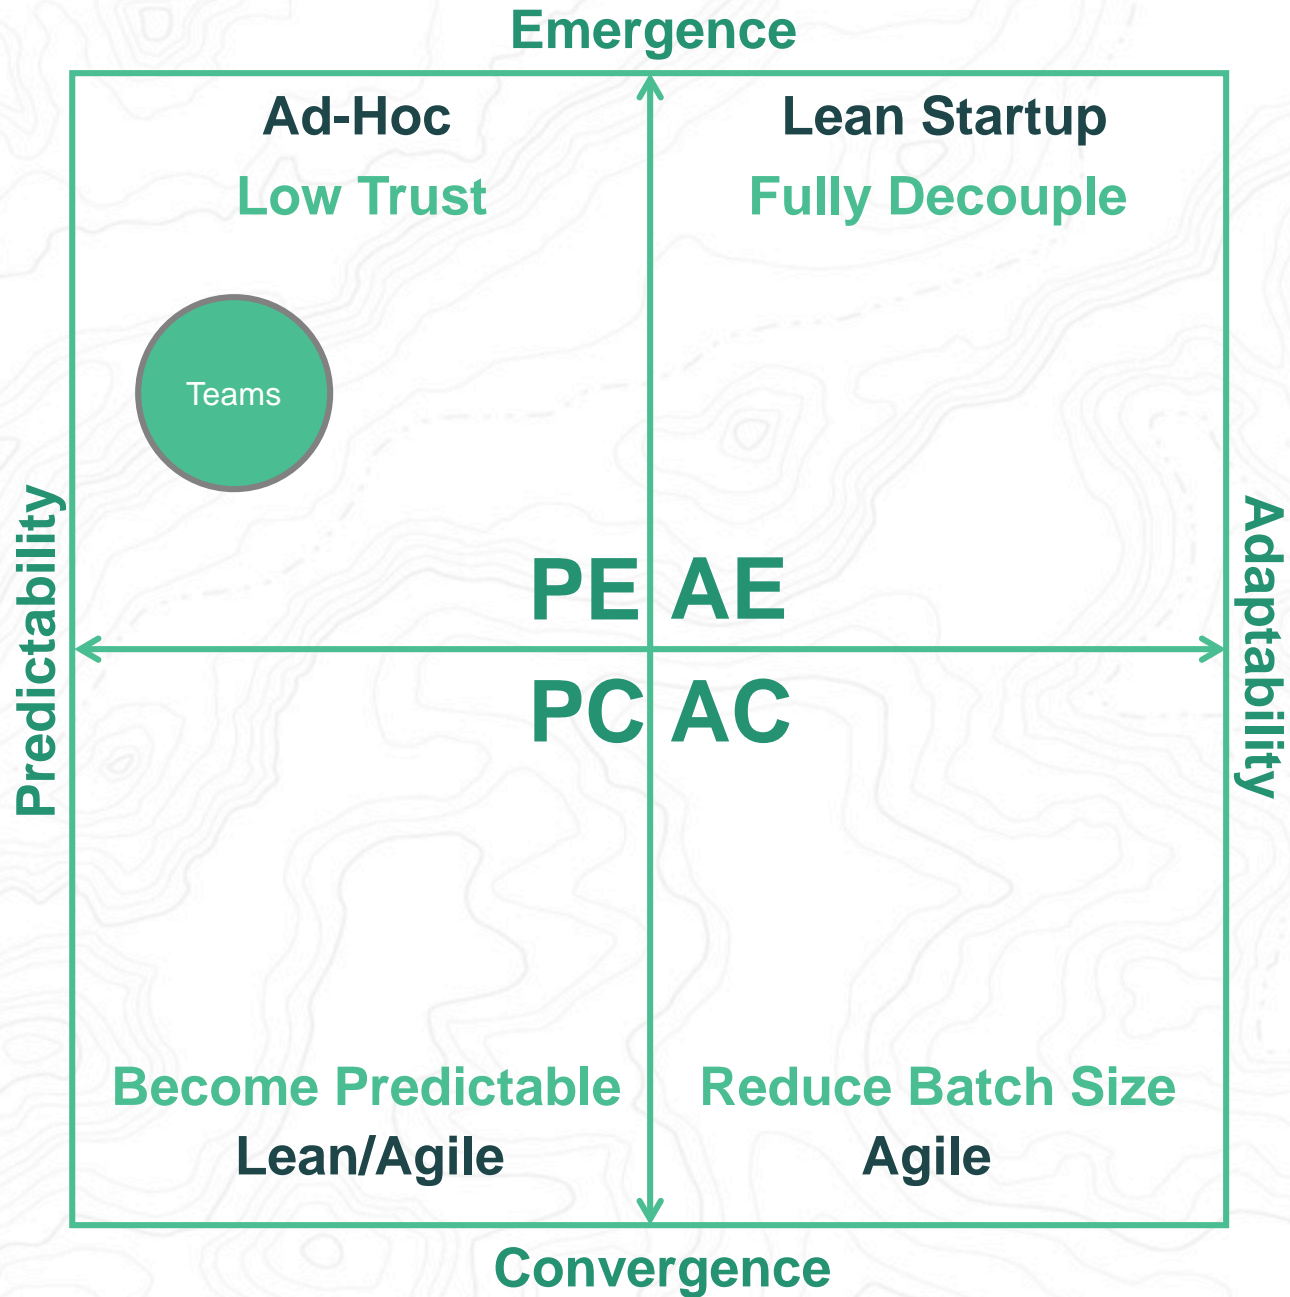 Emergence
Ad-Hoc
Low Trust
Lean Startup
Fully Decouple
Teams
Predictability
Adaptability
PE
AE
PC
AC
Become Predictable
Lean/Agile
Reduce Batch Size
Agile
Convergence